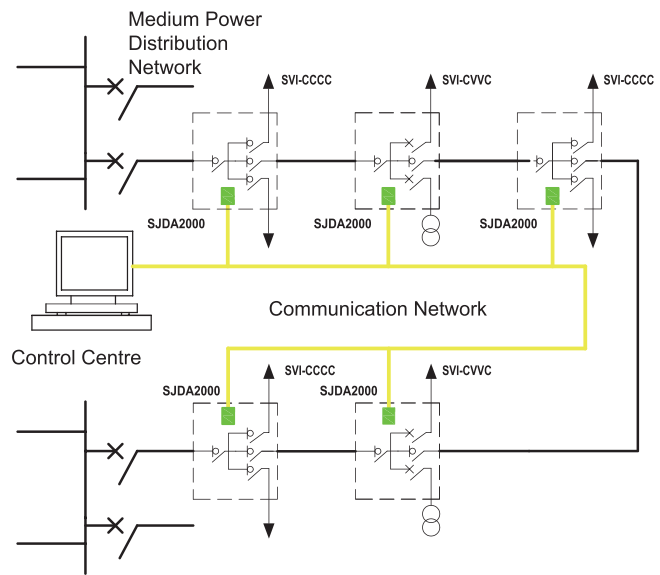 Medium Power
Distribution
Network
SVI-CCCC
SVI-CVVC
SVI-CCCC
SJDA2000
SJDA2000
SJDA2000
Communication Network
Control Centre
SVI-CCCC
SVI-CVVC
SJDA2000
SJDA2000